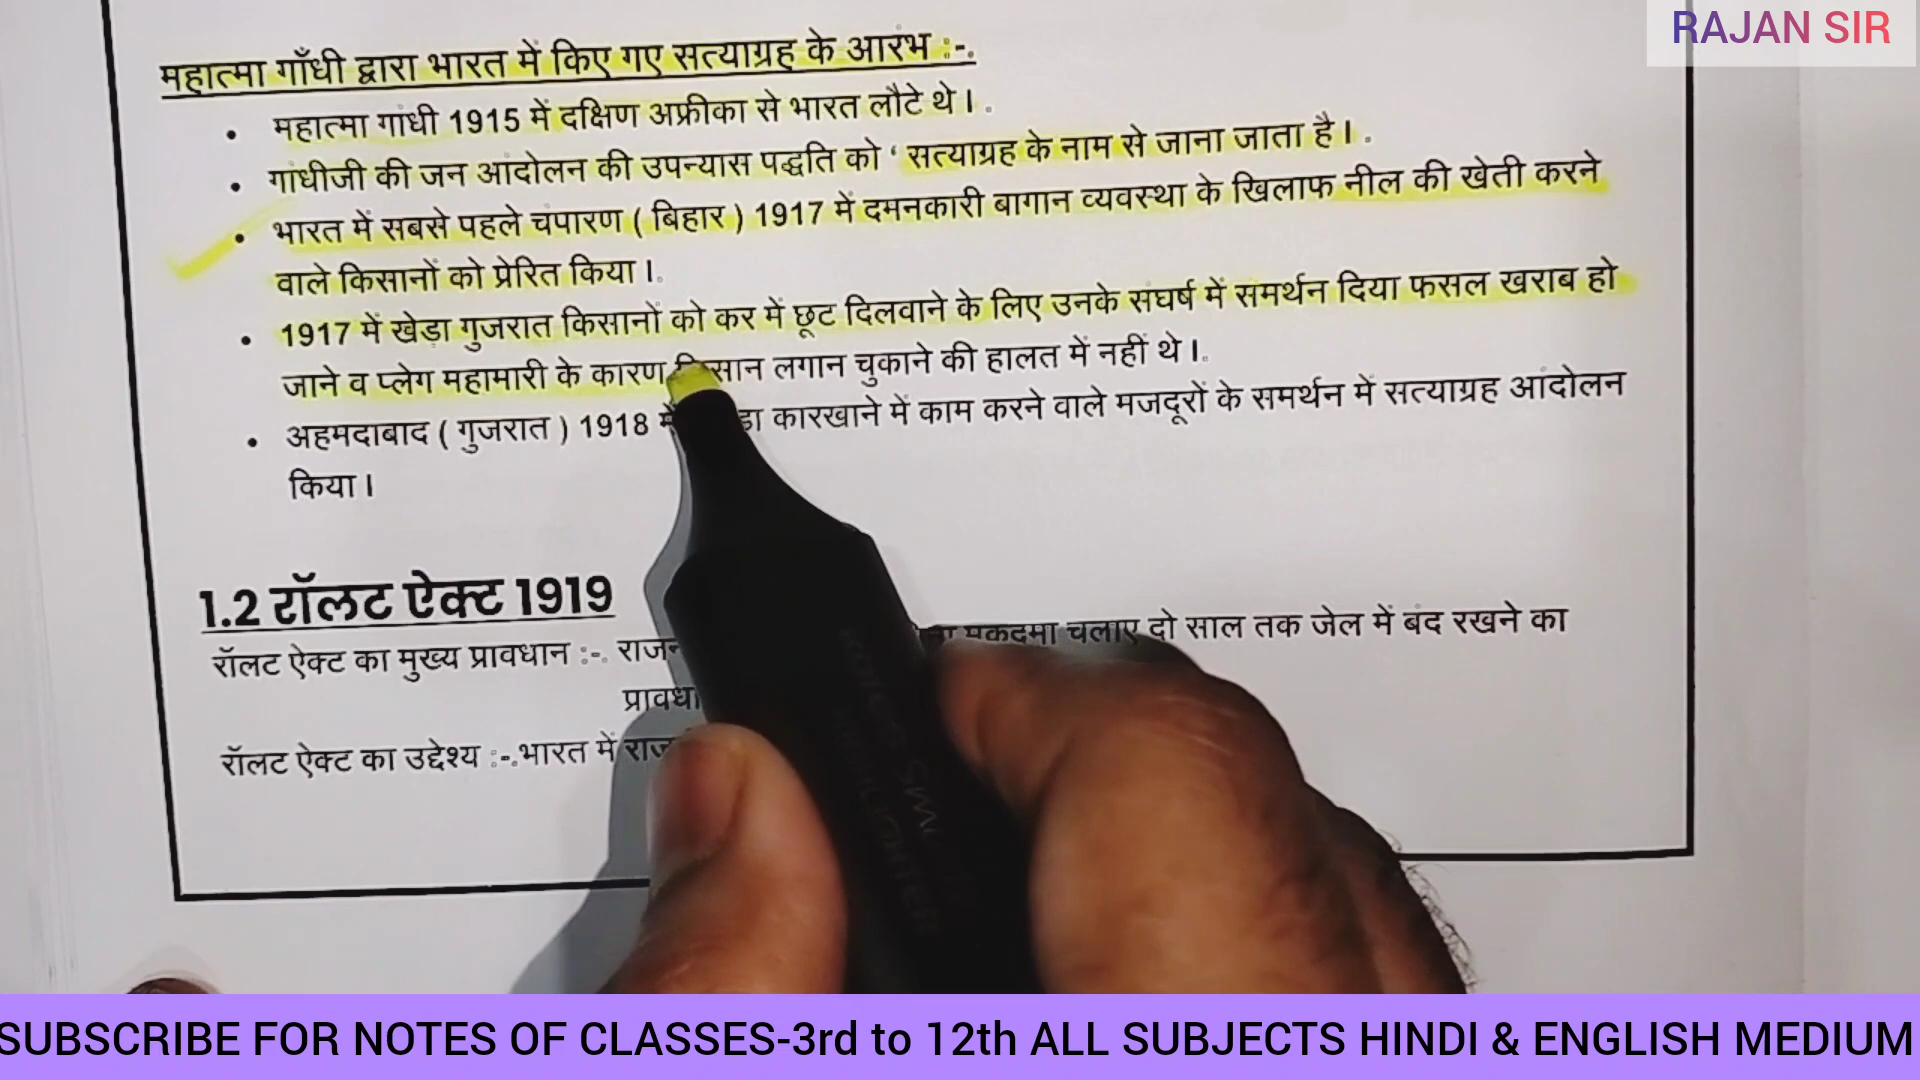 RAJAN SIR
महात्मा गाँधी द्वारा भारत में किए गए सत्याग्रह के आरंभ :-.
• महात्मा गांधी 1915 में दक्षिण अफ्रीका से भारत लौटे थे। .
• गांधीजी की जन आंदोलन की उपन्यास पद्धति को ‘ सत्याग्रह के नाम से जाना जाता है। .
• भारत में सबसे पहले चंपारण ( बिहार ) 1917 में दमनकारी बागान व्यवस्था के खिलाफ नील की खेती करने
वाले किसानों को प्रेरित किया ।.
• 1917 में खेड़ा गुजरात किसानों को कर में छूट दिलवाने के लिए उनके संघर्ष में समर्थन दिया फसल खराब हो
जाने व प्लेग महामारी के कारण किसान लगान चुकाने की हालत में नहीं थे ।.
• अहमदाबाद ( गुजरात ) 1918 में कारखाने में काम करने वाले मजदूरों के समर्थन में सत्याग्रह आंदोलन
किया ।
1.2 रॉलट ऐक्ट 1919
रॉलट ऐक्ट का मुख्य प्रावधान :-. मुकदमा चलाए दो साल तक जेल में बंद रखने का
रॉलट ऐक्ट का उद्देश्य :-.भारत में
SUBSCRIBE FOR NOTES OF CLASSES-3rd to 12th ALL SUBJECTS HINDI & ENGLISH MEDIUM